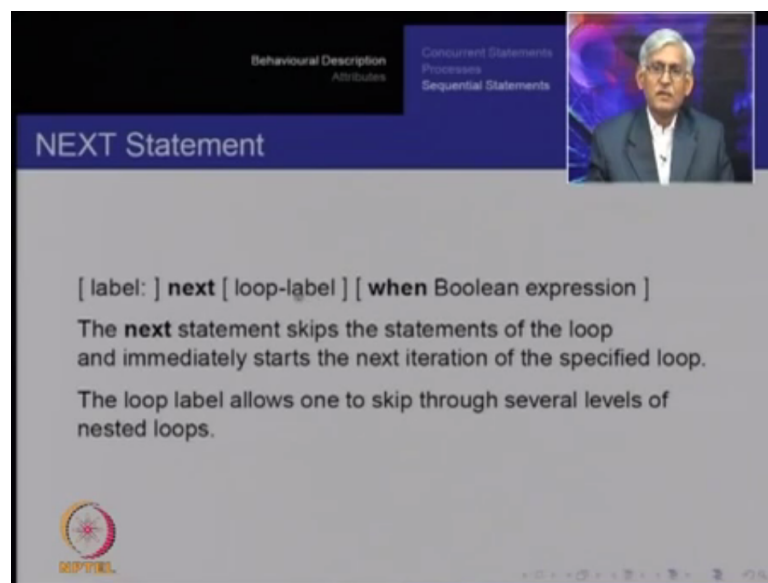 Behavioural Description
Attributes
Concurrent Statements
Processes
Sequential Statements
NEXT Statement
[ label: ] next [ loop-label ] [ when Boolean expression ]
The next statement skips the statements of the loop
and immediately starts the next iteration of the specified loop.
The loop label allows one to skip through several levels of
nested loops.
NPTEL